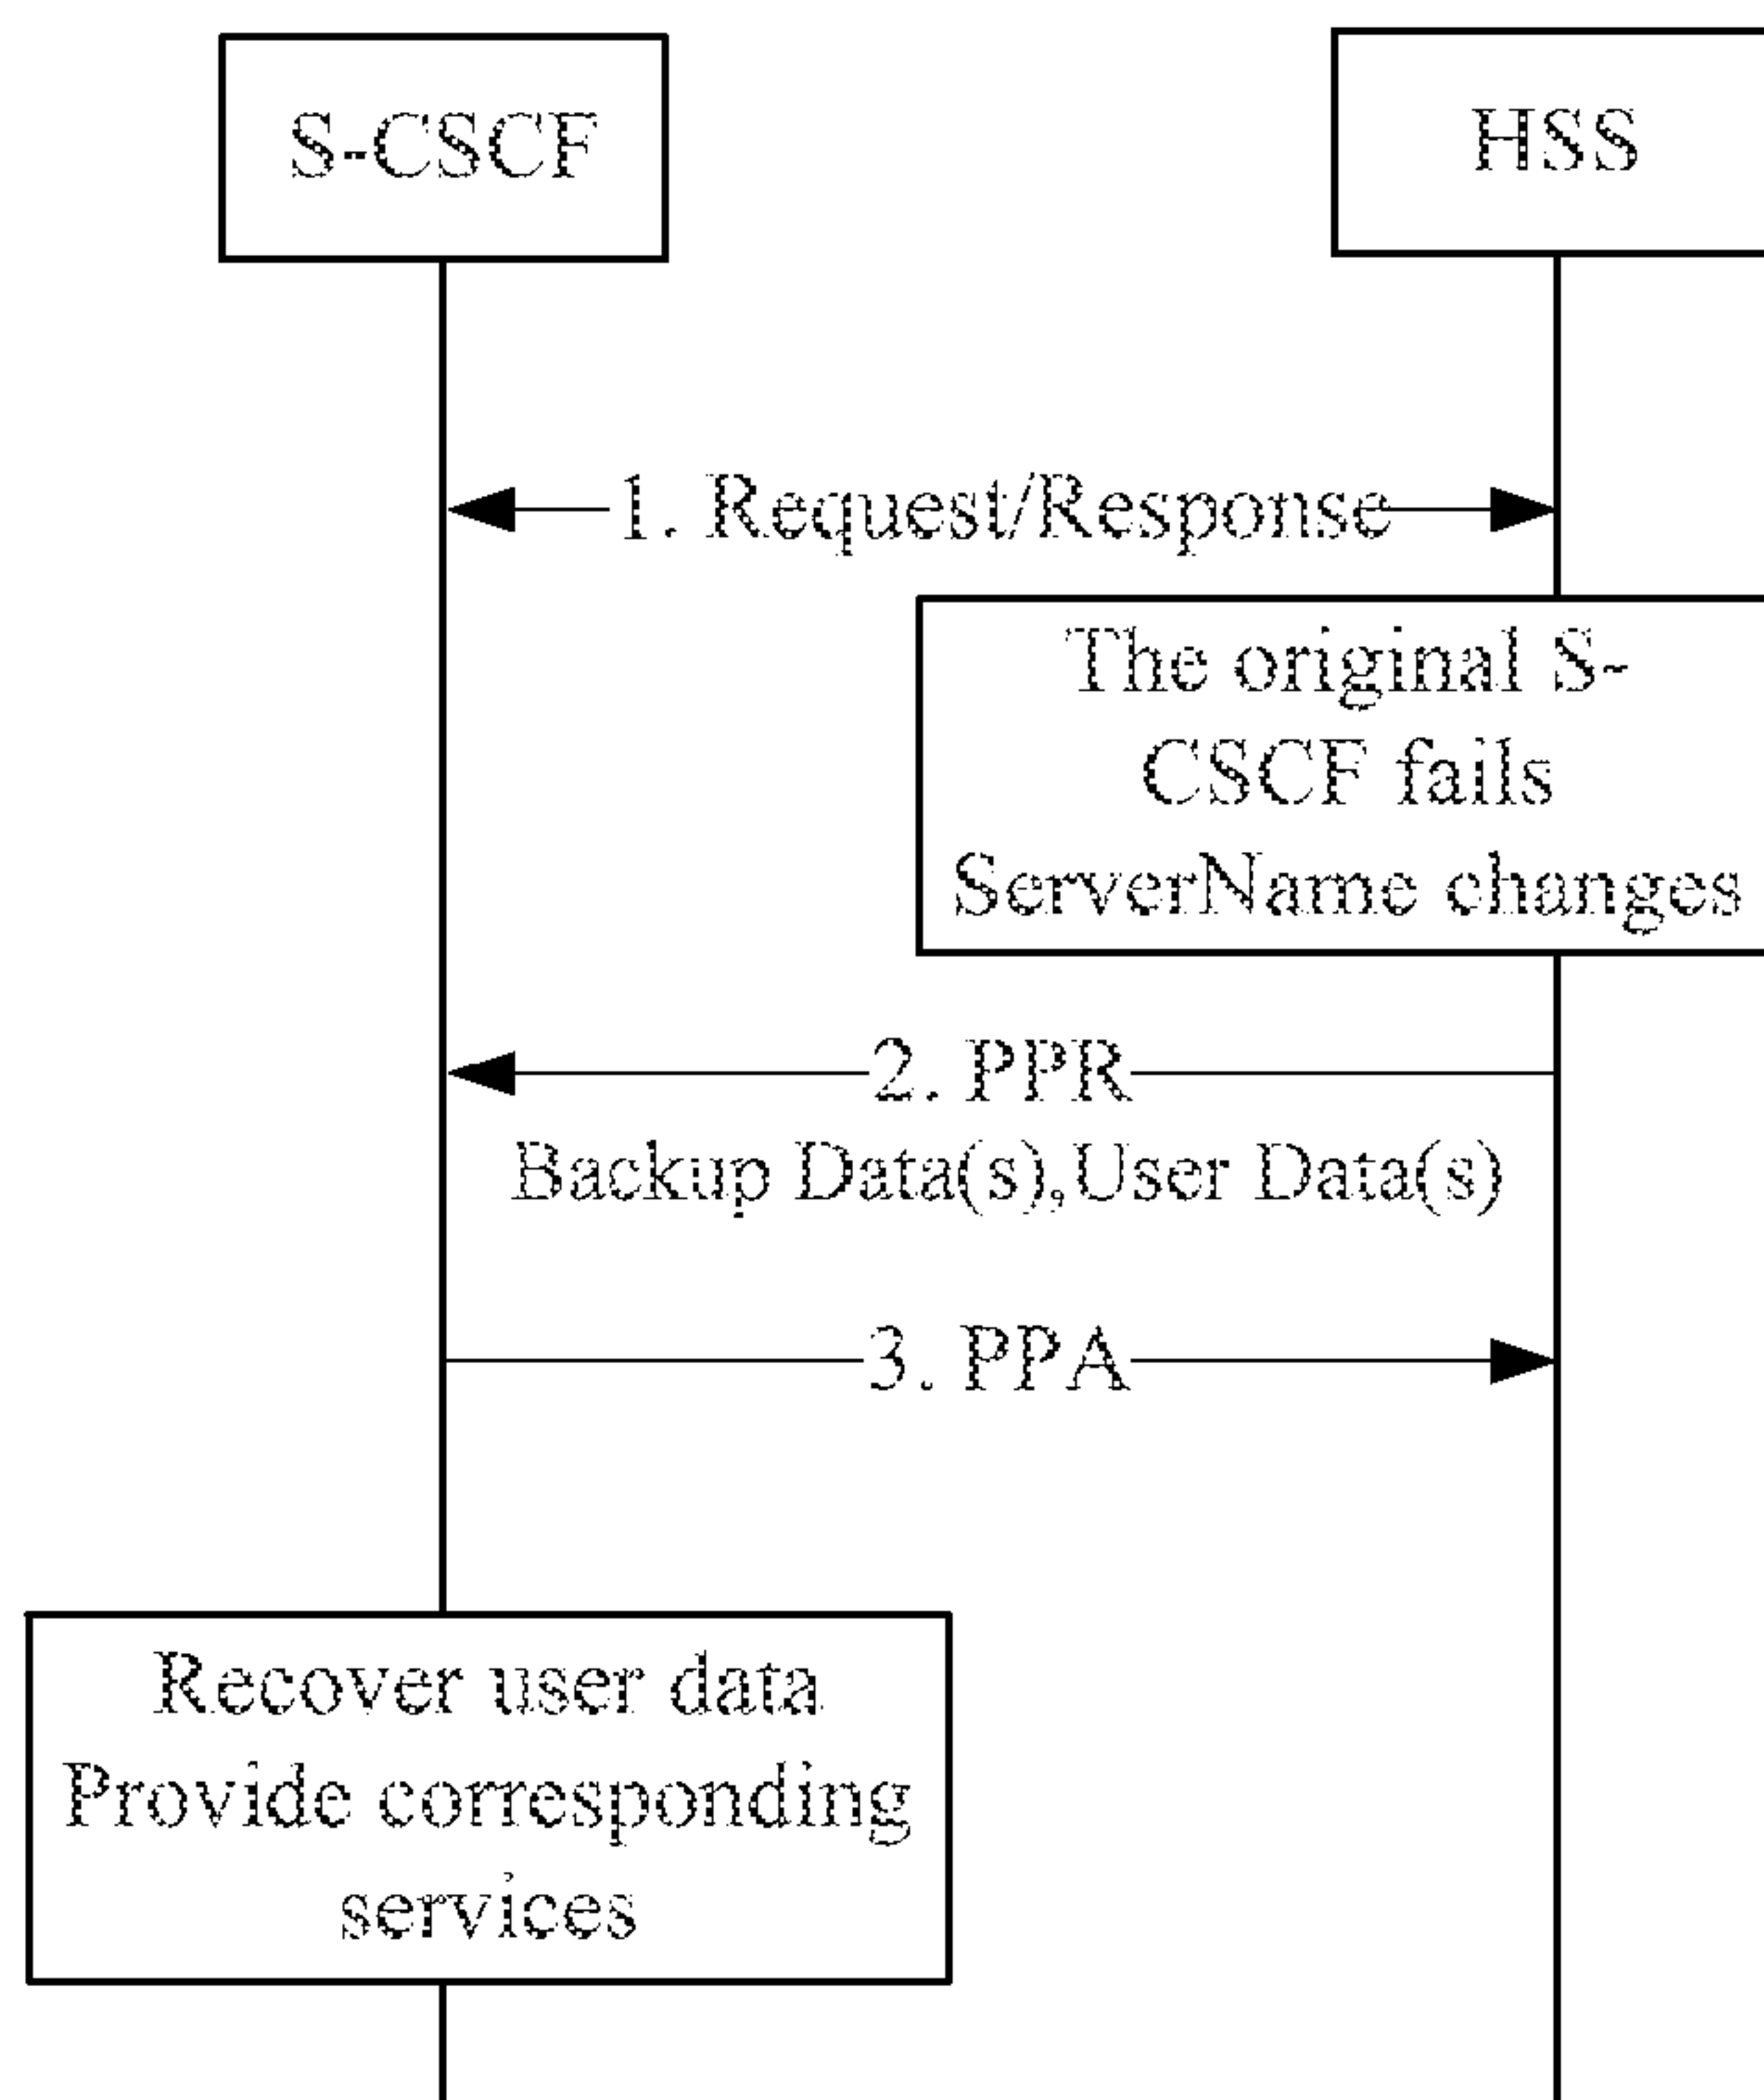 S-CSCF
HSS
1. Request/Response
The original S-
CSCF fails
ServerName changes
2. PPR
Backup Data(s),User Data(s)
3. PPA
Recover user data
Provide corresponding
services